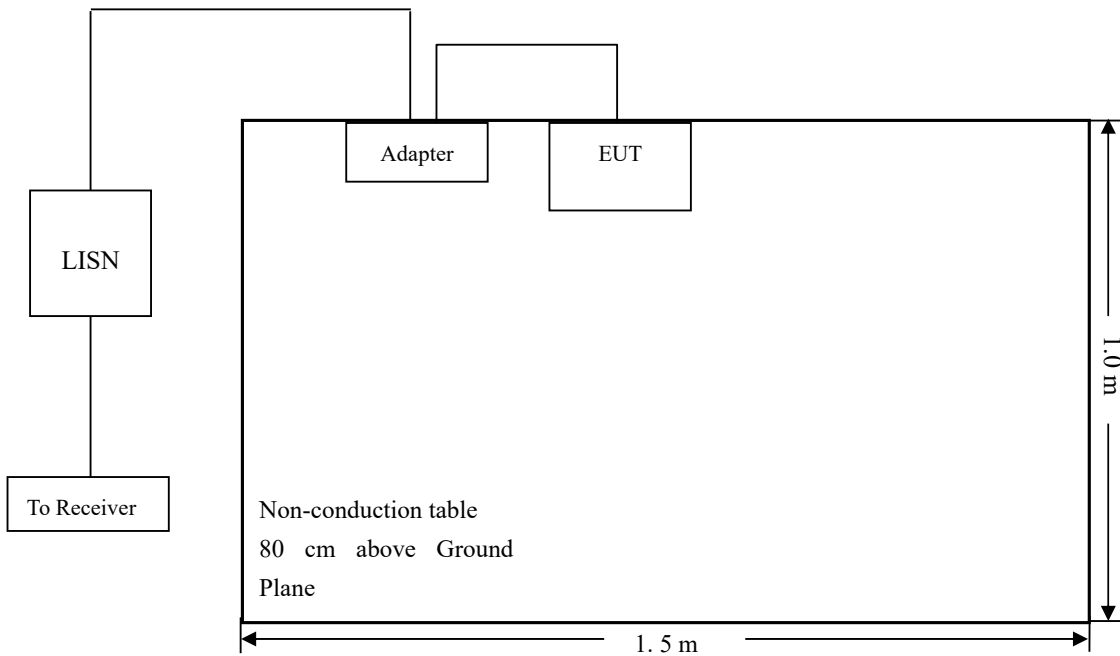 Adapter
EUT
LISN
To Receiver
Non-conduction table
80 cm above Ground
Plane
1.0 m
1. 5 m